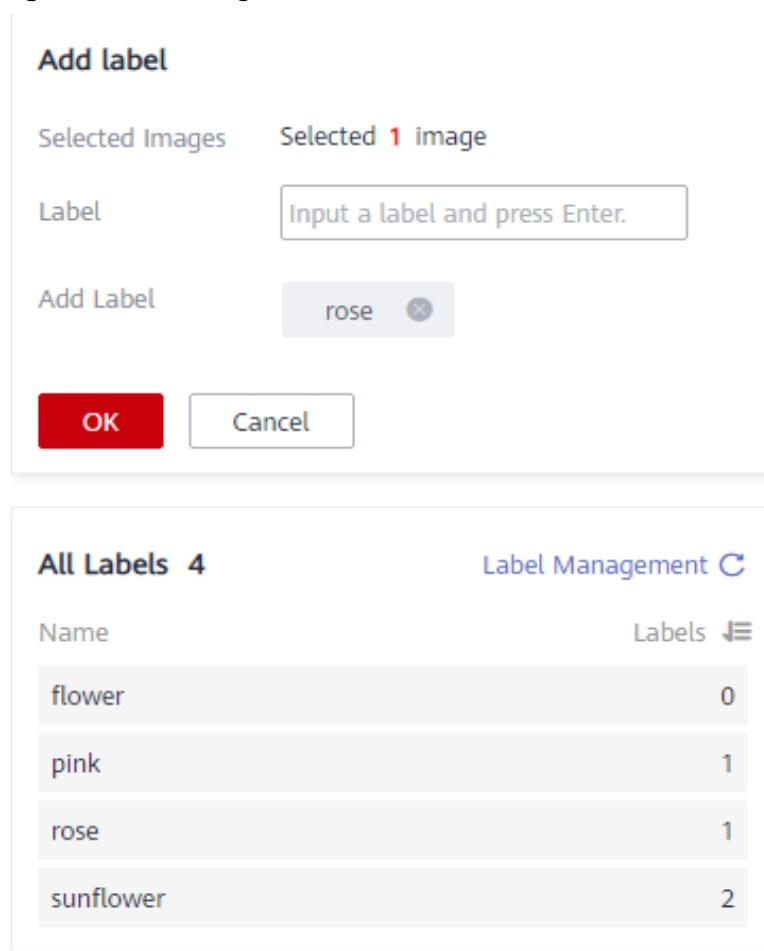 Add label
Selected Images Selected 1 image
Label Input a label and press Enter.
Add Label rose
OK Cancel
All Labels 4 Label Management
Name Labels
flower 0
pink 1
rose 1
sunflower 2